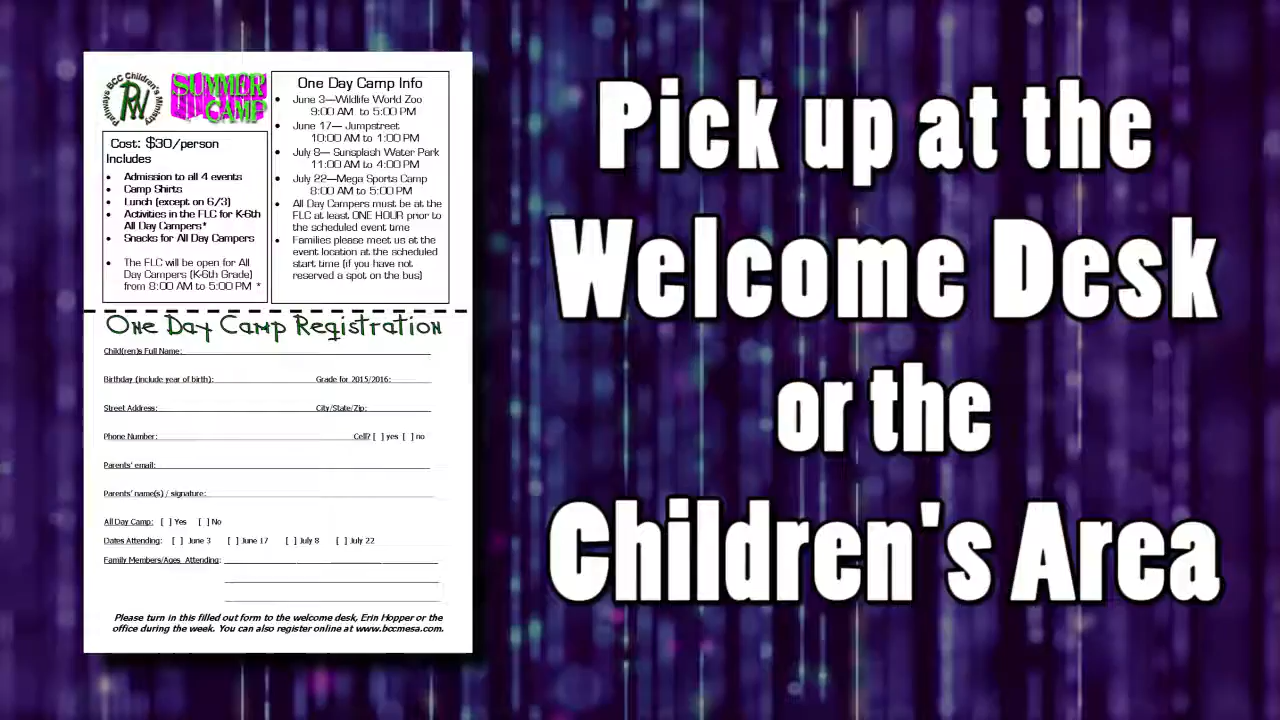 Pathways BCC Children's Ministry
PW
SUMMER
CAMP
Cost: $30/person
Includes
• Admission to all 4 events
• Camp Shirts
• Lunch (except on 6/3)
• Activities in the FLC for K-6th
All Day Campers*
• Snacks for All Day Campers
• The FLC will be open for All
Day Campers (K-6th Grade)
from 8:00 AM to 5:00 PM *
One Day Camp Info
• June 3—Wildlife World Zoo
9:00 AM to 5:00 PM
• June 17— Jumpstreet
10:00 AM to 1:00 PM
• July 8— Sunsplash Water Park
11:00 AM to 4:00 PM
• July 22—Mega Sports Camp
8:00 AM to 5:00 PM
• All Day Campers must be at the
FLC at least ONE HOUR prior to
the scheduled event time
• Families please meet us at the
event location at the scheduled
start time (if you have not
reserved a spot on the bus)
One Day Camp Registration
Child(ren)s Full Name:
Birthday (include year of birth): Grade for 2015/2016:
Street Address: City/State/Zip:
Phone Number: Cell? [ ] yes [ ] no
Parents' email:
Parents' name(s) / signature:
All Day Camp: [ ] Yes [ ] No
Dates Attending: [ ] June 3 [ ] June 17 [ ] July 8 [ ] July 22
Family Members/Ages Attending:
Please turn in this filled out form to the welcome desk, Erin Hopper or the
office during the week. You can also register online at www.bccmesa.com.
Pick up at the
Welcome Desk
or the
Children's Area